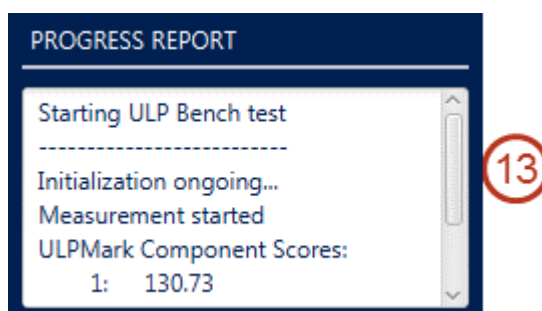 PROGRESS REPORT
Starting ULP Bench test
--------------------------
Initialization ongoing...
Measurement started
ULPMark Component Scores:
1: 130.73
13